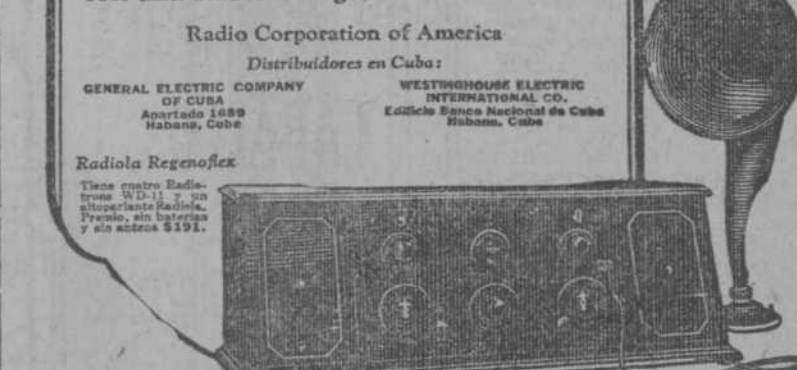 Radio Corporation of America
Distribuidores en Cuba:
GENERAL ELECTRIC COMPANY
OF CUBA
Apartado 1689
Habana, Cuba
WESTINGHOUSE ELECTRIC
INTERNATIONAL CO.
Edificio Banco Nacional de Cuba
Habana, Cuba
Radiola Regenoflex
Tiene cuatro Radio-
trons WD-11 y un
altoparlante Radiola,
Premio, sin baterías
y sin antena $191.